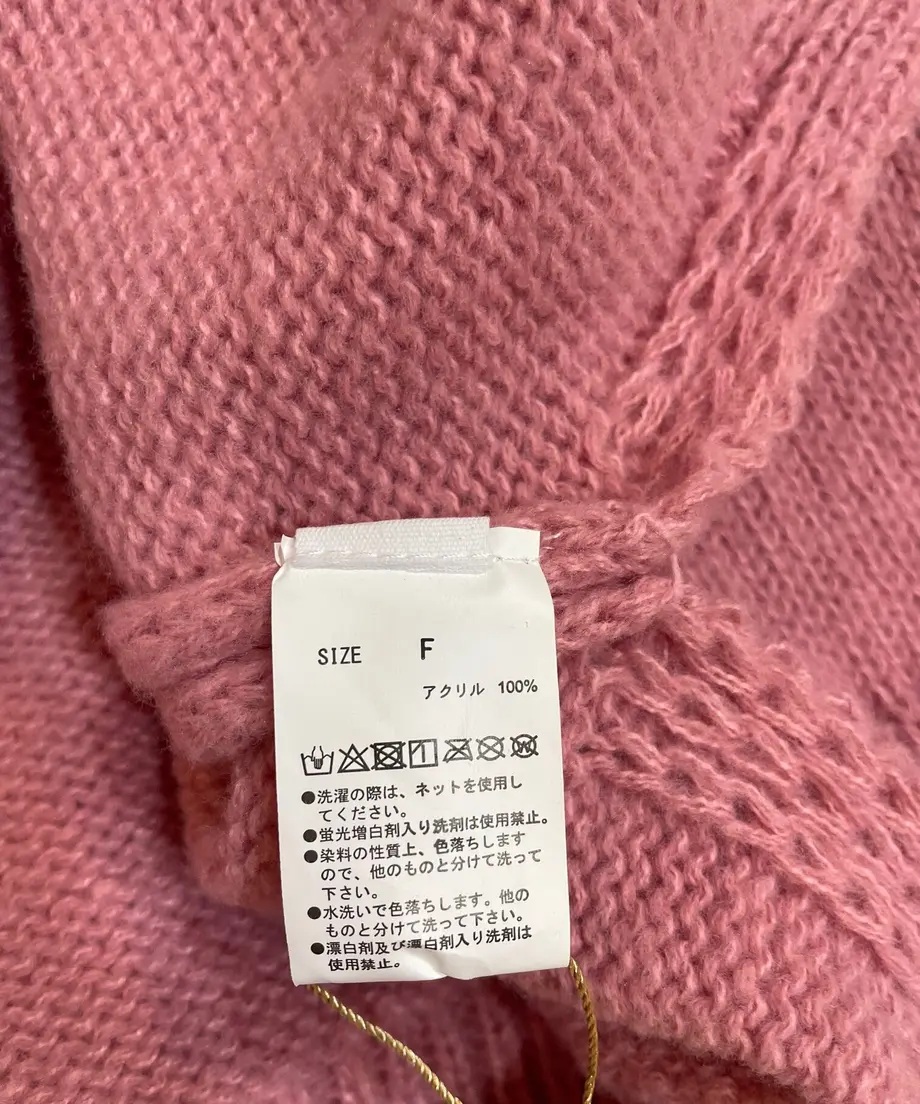 SIZE F
アクリル 100%
●洗濯の際は、ネットを使用し
てください。
●蛍光増白剤入り洗剤は使用禁止。
●染料の性質上、色落ちします
ので、他のものと分けて洗って
下さい。
●水洗いで色落ちします。他の
ものと分けて洗って下さい。
●漂白剤及び漂白剤入り洗剤は
使用禁止。